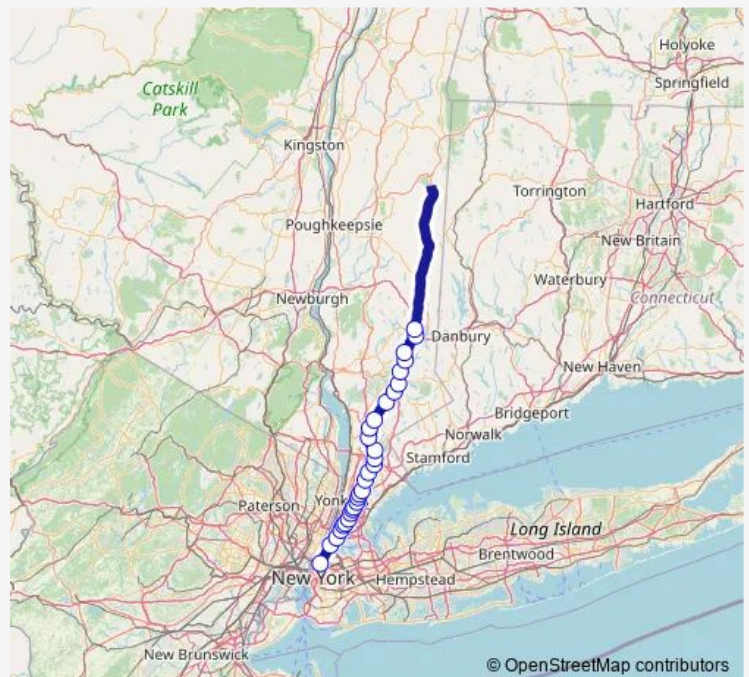 Holyoke
Springfield
Catskill
Park
Kingston
Torrington
Hartford
Poughkeepsie
New Britain
Waterbury
Newburgh
Connecticut
Danbury
New Haven
Bridgeport
Norwalk
Stamford
Paterson
Yonk
Long Island
Brentwood
New York
Hempstead
New Brunswick
© OpenStreetMap contributors